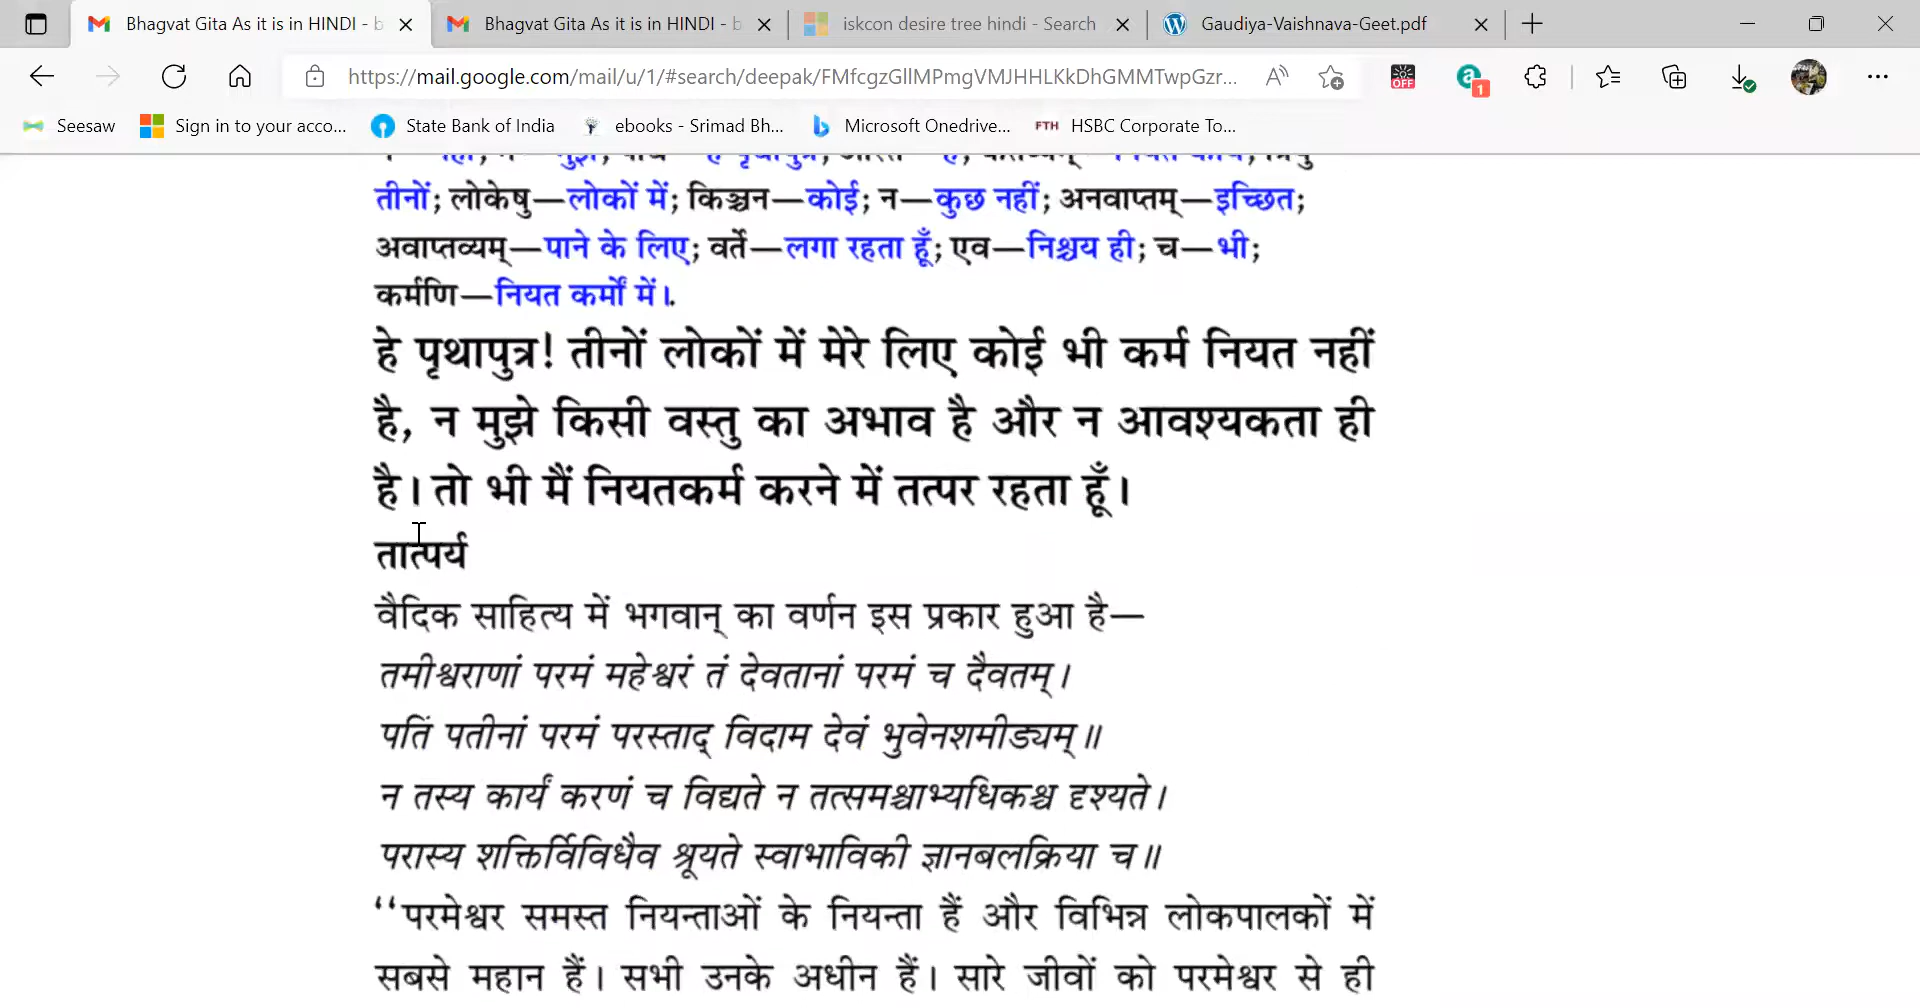 Bhagvat Gita As it is in HINDI - b
Bhagvat Gita As it is in HINDI - b
iskcon desire tree hindi - Search
Gaudiya-Vaishnava-Geet.pdf
https://mail.google.com/mail/u/1/#search/deepak/FMfcgzGllMPmgVMJHHLKkDhGMMTwpGzr...
OFF
1
Seesaw
Sign in to your acco...
State Bank of India
ebooks - Srimad Bh...
Microsoft Onedrive...
FTH HSBC Corporate To...
तीनों; लोकेषु—लोकों में; किञ्चन—कोई; न—कुछ नहीं; अनवाप्तम्—इच्छित;
अवाप्तव्यम्—पाने के लिए; वर्ते—लगा रहता हूँ; एव—निश्चय ही; च—भी;
कर्मणि—नियत कर्मों में।.
हे पृथापुत्र! तीनों लोकों में मेरे लिए कोई भी कर्म नियत नहीं
है, न मुझे किसी वस्तु का अभाव है और न आवश्यकता ही
है। तो भी मैं नियतकर्म करने में तत्पर रहता हूँ।
तात्पर्य
वैदिक साहित्य में भगवान् का वर्णन इस प्रकार हुआ है—
तमीश्वराणां परमं महेश्वरं तं देवतानां परमं च दैवतम्।
पतिं पतीनां परमं परस्ताद् विदाम देवं भुवेनशमीड्यम्॥
न तस्य कार्यं करणं च विद्यते न तत्समश्चाभ्यधिकश्च दृश्यते।
परास्य शक्तिर्विविधैव श्रूयते स्वाभाविकी ज्ञानबलक्रिया च॥
‘‘परमेश्वर समस्त नियन्ताओं के नियन्ता हैं और विभिन्न लोकपालकों में
सबसे महान हैं। सभी उनके अधीन हैं। सारे जीवों को परमेश्वर से ही